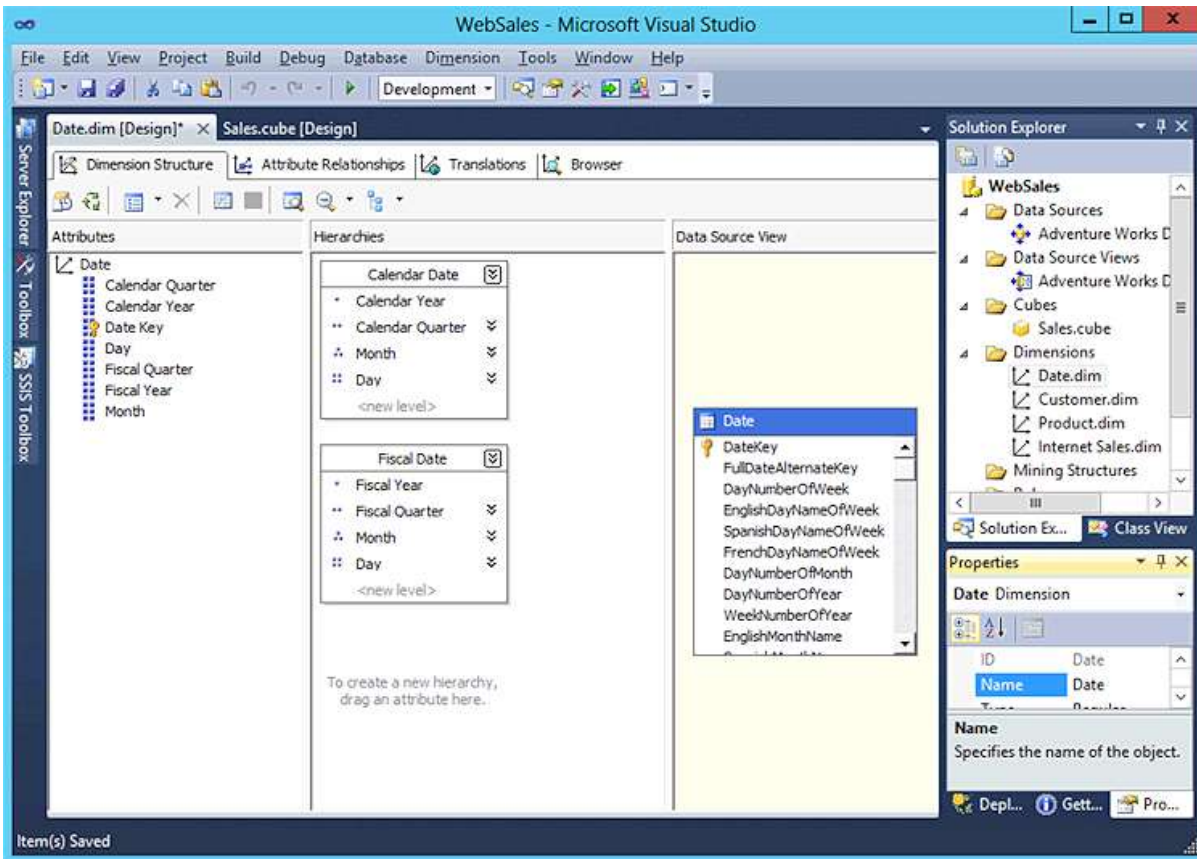 WebSales - Microsoft Visual Studio
File Edit View Project Build Debug Database Dimension Tools Window Help
Development
Server Explorer
Toolbox
SSIS Toolbox
Date.dim [Design]* Sales.cube [Design]
Dimension Structure Attribute Relationships Translations Browser
Attributes
Date
Calendar Quarter
Calendar Year
Date Key
Day
Fiscal Quarter
Fiscal Year
Month
Hierarchies
Calendar Date
Calendar Year
Calendar Quarter
Month
Day
<new level>
Fiscal Date
Fiscal Year
Fiscal Quarter
Month
Day
<new level>
To create a new hierarchy,
drag an attribute here.
Data Source View
Date
DateKey
FullDateAlternateKey
DayNumberOfWeek
EnglishDayNameOfWeek
SpanishDayNameOfWeek
FrenchDayNameOfWeek
DayNumberOfMonth
DayNumberOfYear
WeekNumberOfYear
EnglishMonthName
Solution Explorer
WebSales
Data Sources
Adventure Works D
Data Source Views
Adventure Works D
Cubes
Sales.cube
Dimensions
Date.dim
Customer.dim
Product.dim
Internet Sales.dim
Mining Structures
Solution Ex... Class View
Properties
Date Dimension
ID Date
Name Date
Name
Specifies the name of the object.
Depl... Gett... Pro...
Item(s) Saved